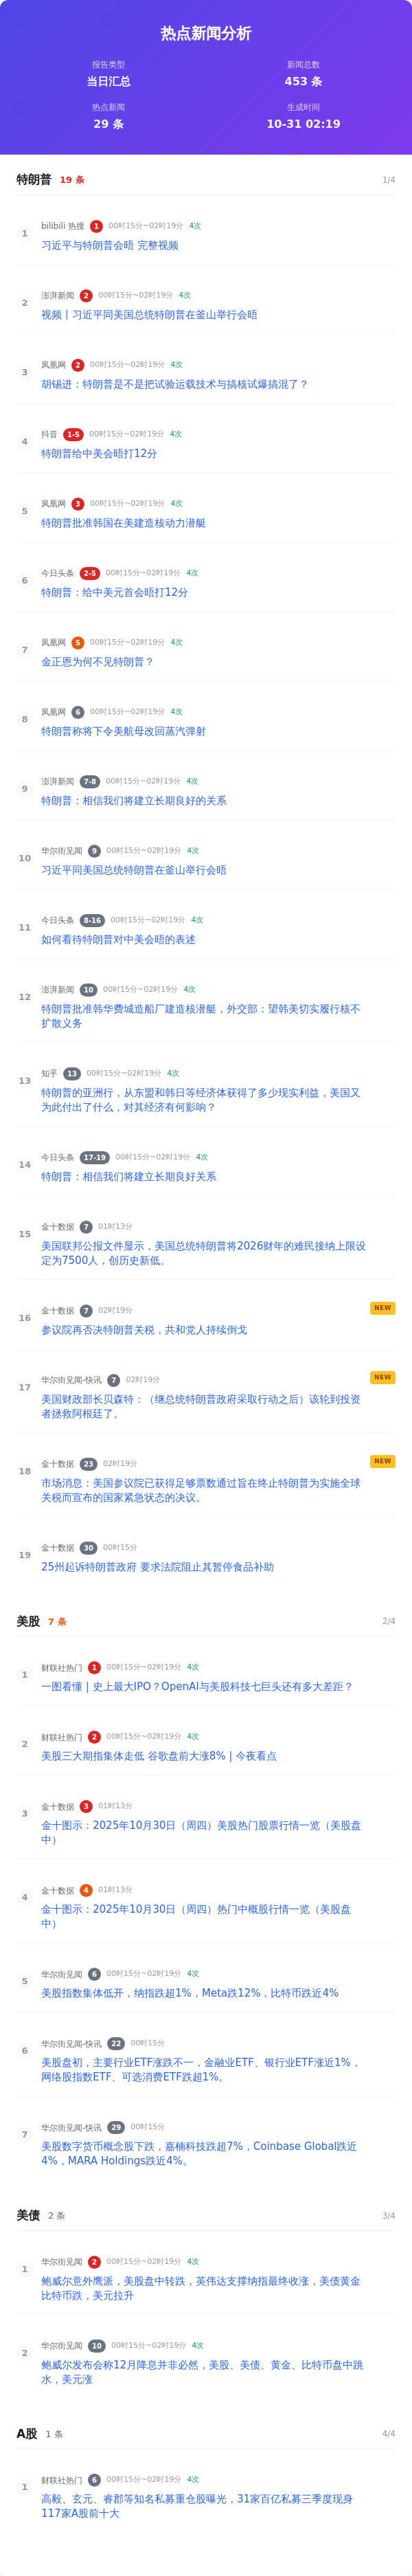 热点新闻分析
报告类型
新闻总数
当日汇总
453 条
热点新闻
生成时间
29 条
10-31 02:19
特朗普 19 条 1/4
1 bilibili 热搜 1 00时15分~02时19分 4次
习近平与特朗普会晤 完整视频
2 澎湃新闻 2 00时15分~02时19分 4次
视频丨习近平同美国总统特朗普在釜山举行会晤
3 凤凰网 2 00时15分~02时19分 4次
胡锡进：特朗普是不是把试验运载技术与搞核试爆搞混了？
4 抖音 1-5 00时15分~02时19分 4次
特朗普给中美会晤打12分
5 凤凰网 3 00时15分~02时19分 4次
特朗普批准韩国在美建造核动力潜艇
6 今日头条 2-5 00时15分~02时19分 4次
特朗普：给中美元首会晤打12分
7 凤凰网 5 00时15分~02时19分 4次
金正恩为何不见特朗普？
8 凤凰网 6 00时15分~02时19分 4次
特朗普称将下令美航母改回蒸汽弹射
9 澎湃新闻 7-8 00时15分~02时19分 4次
特朗普：相信我们将建立长期良好的关系
10 华尔街见闻 9 00时15分~02时19分 4次
习近平同美国总统特朗普在釜山举行会晤
11 今日头条 8-16 00时15分~02时19分 4次
如何看待特朗普对中美会晤的表述
12 澎湃新闻 10 00时15分~02时19分 4次
特朗普批准韩华费城造船厂建造核潜艇，外交部：望韩美切实履行核不
扩散义务
13 知乎 13 00时15分~02时19分 4次
特朗普的亚洲行，从东盟和日韩等经济体获得了多少现实利益，美国又
为此付出了什么，对其经济有何影响？
14 今日头条 17-19 00时15分~02时19分 4次
特朗普：相信我们将建立长期良好关系
15 金十数据 7 01时13分
美国联邦公报文件显示，美国总统特朗普将2026财年的难民接纳上限设
定为7500人，创历史新低。
16 金十数据 7 02时19分 NEW
参议院再否决特朗普关税，共和党人持续倒戈
17 华尔街见闻-快讯 7 02时19分 NEW
美国财政部长贝森特：（继总统特朗普政府采取行动之后）该轮到投资
者拯救阿根廷了。
18 金十数据 23 02时19分 NEW
市场消息：美国参议院已获得足够票数通过旨在终止特朗普为实施全球
关税而宣布的国家紧急状态的决议。
19 金十数据 30 00时15分
25州起诉特朗普政府 要求法院阻止其暂停食品补助
美股 7 条 2/4
1 财联社热门 1 00时15分~02时19分 4次
一图看懂 | 史上最大IPO？OpenAI与美股科技七巨头还有多大差距？
2 财联社热门 2 00时15分~02时19分 4次
美股三大期指集体走低 谷歌盘前大涨8% | 今夜看点
3 金十数据 3 01时13分
金十图示：2025年10月30日（周四）美股热门股票行情一览（美股盘
中）
4 金十数据 4 01时13分
金十图示：2025年10月30日（周四）热门中概股行情一览（美股盘
中）
5 华尔街见闻 6 00时15分~02时19分 4次
美股指数集体低开，纳指跌超1%，Meta跌12%，比特币跌近4%
6 华尔街见闻-快讯 22 00时15分
美股盘初，主要行业ETF涨跌不一，金融业ETF、银行业ETF涨近1%，
网络股指数ETF、可选消费ETF跌超1%。
7 华尔街见闻-快讯 29 00时15分
美股数字货币概念股下跌，嘉楠科技跌超7%，Coinbase Global跌近
4%，MARA Holdings跌近4%。
美债 2 条 3/4
1 华尔街见闻 2 00时15分~02时19分 4次
鲍威尔意外鹰派，美股盘中转跌，英伟达支撑纳指最终收涨，美债黄金
比特币跌，美元拉升
2 华尔街见闻 10 00时15分~02时19分 4次
鲍威尔发布会称12月降息并非必然，美股、美债、黄金、比特币盘中跳
水，美元涨
A股 1 条 4/4
1 财联社热门 6 00时15分~02时19分 4次
高毅、玄元、睿郡等知名私募重仓股曝光，31家百亿私募三季度现身
117家A股前十大